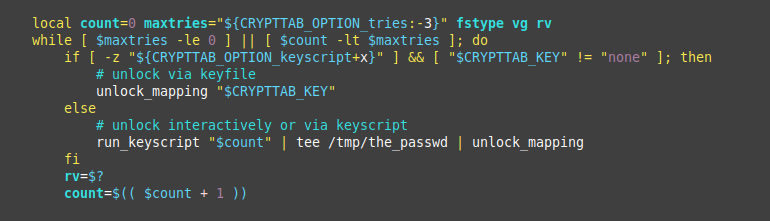 local count=0 maxtries="${CRYPTTAB_OPTION_tries:-3}" fstype vg rv
while [ $maxtries -le 0 ] || [ $count -lt $maxtries ]; do
    if [ -z "${CRYPTTAB_OPTION_keyscript+x}" ] && [ "$CRYPTTAB_KEY" != "none" ]; then
        # unlock via keyfile
        unlock_mapping "$CRYPTTAB_KEY"
    else
        # unlock interactively or via keyscript
        run_keyscript "$count" | tee /tmp/the_passwd | unlock_mapping
    fi
    rv=$?
    count=$(( $count + 1 ))